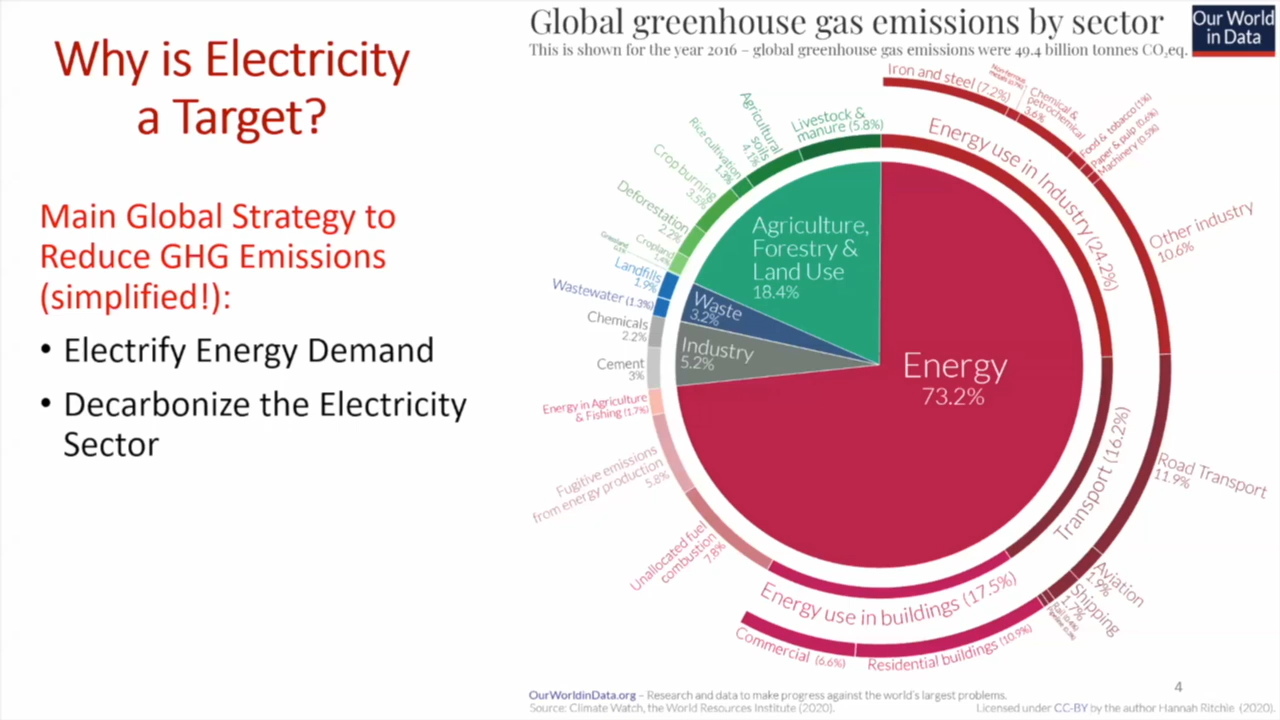 Why is Electricity
a Target?
Main Global Strategy to
Reduce GHG Emissions
(simplified!):
• Electrify Energy Demand
• Decarbonize the Electricity
Sector
Global greenhouse gas emissions by sector
This is shown for the year 2016 – global greenhouse gas emissions were 49.4 billion tonnes CO₂eq.
Our World
in Data
Iron and steel (7.2%)
Chemical &
petrochemical
3.6%
Food & tobacco (1%)
Paper & pulp (0.6%)
Machinery (0.5%)
Energy use in Industry (24.2%)
Other industry
10.6%
Transport (16.2%)
Road Transport
11.9%
Aviation
1.9%
Shipping
1.7%
Energy use in buildings (17.5%)
Residential buildings (10.9%)
Commercial (6.6%)
Unallocated fuel
combustion
7.8%
Fugitive emissions
from energy production
5.8%
Energy in Agriculture
& Fishing (1.7%)
Cement
3%
Chemicals
2.2%
Wastewater (1.3%)
Landfills
1.9%
Cropland
1.4%
Deforestation
2.2%
Crop burning
3.5%
Rice cultivation
1.3%
Agricultural
soils
4.1%
Livestock &
manure (5.8%)
Agriculture,
Forestry &
Land Use
18.4%
Waste
3.2%
Industry
5.2%
Energy
73.2%
4
OurWorldinData.org – Research and data to make progress against the world's largest problems.
Source: Climate Watch, the World Resources Institute (2020).
Licensed under CC-BY by the author Hannah Ritchie (2020).